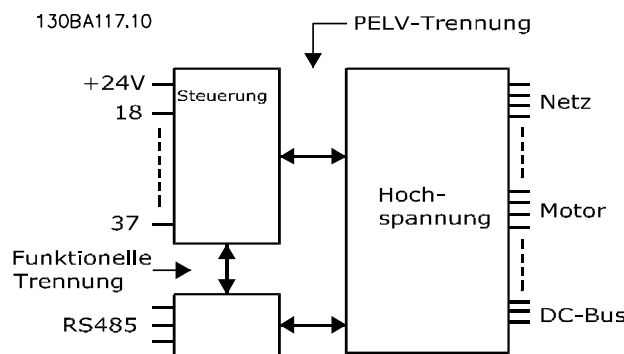 130BA117.10
PELV-Trennung
+24V
Steuerung
18
37
Funktionelle
Trennung
RS485
Hoch-
spannung
Netz
Motor
DC-Bus